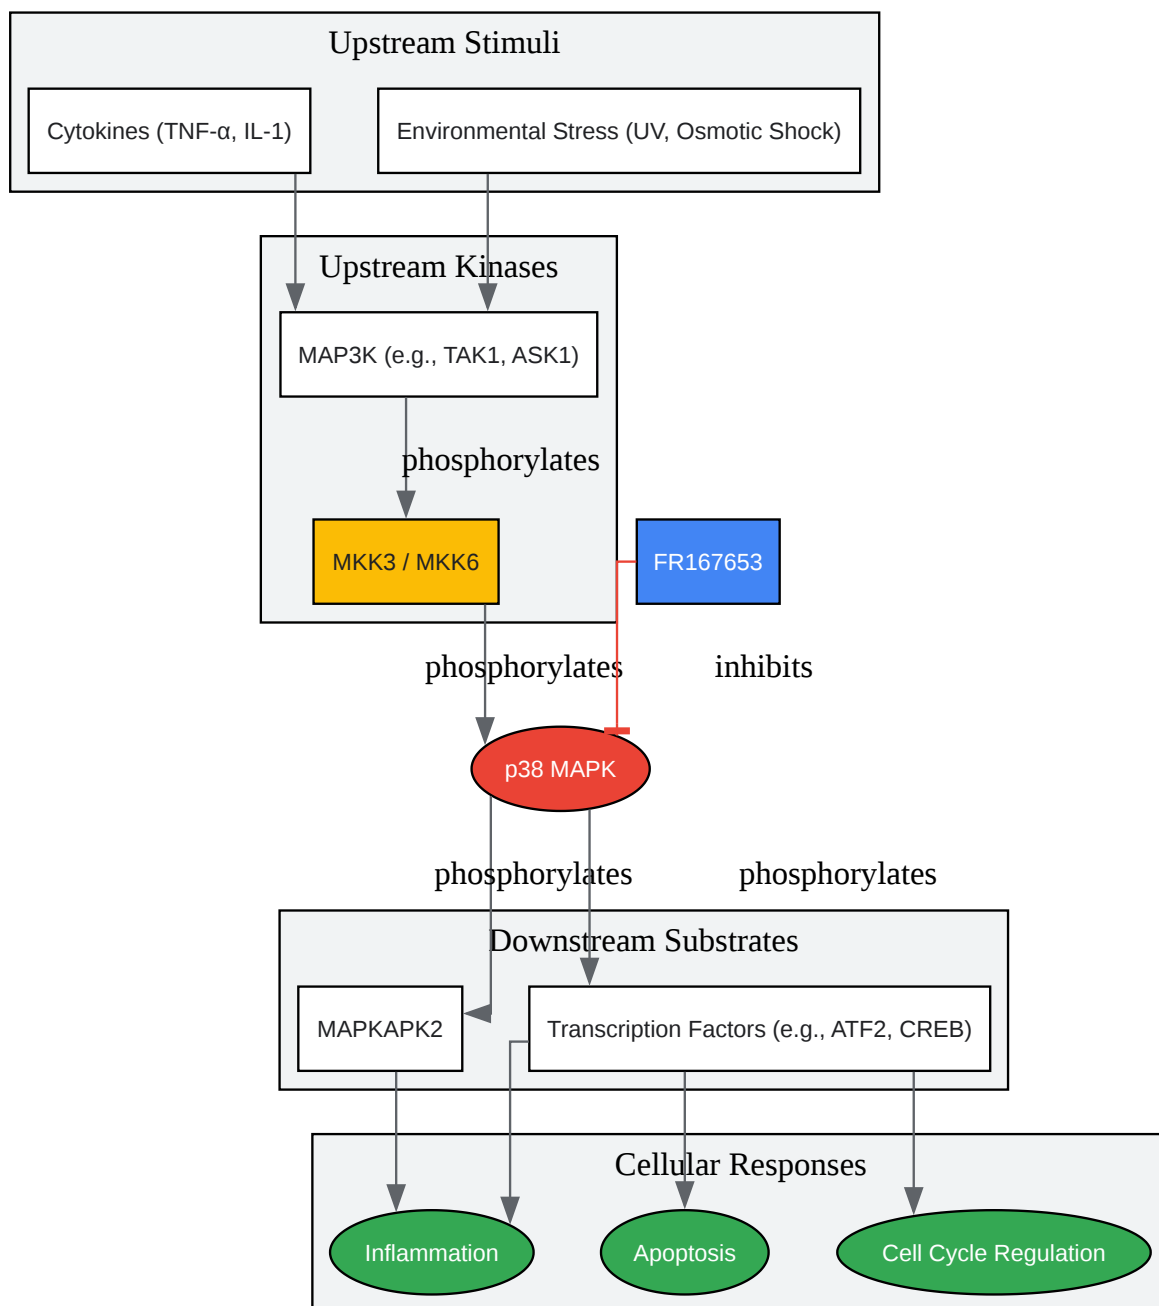 Upstream Stimuli
Cytokines (TNF-α, IL-1)
Environmental Stress (UV, Osmotic Shock)
Upstream Kinases
MAP3K (e.g., TAK1, ASK1)
phosphorylates
MKK3 / MKK6
FR167653
phosphorylates
inhibits
p38 MAPK
phosphorylates
phosphorylates
Downstream Substrates
MAPKAPK2
Transcription Factors (e.g., ATF2, CREB)
Cellular Responses
Inflammation
Apoptosis
Cell Cycle Regulation